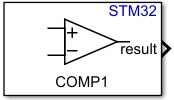 STM32
+
−
result
COMP1